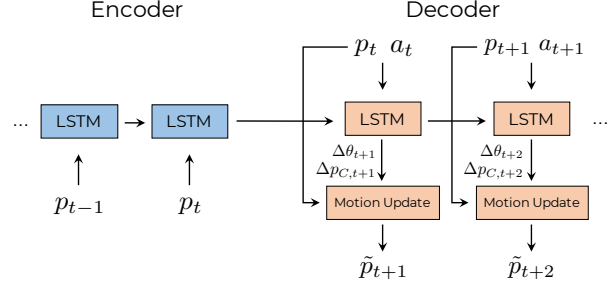 Encoder Decoder
p_t a_t p_{t+1} a_{t+1}
... LSTM LSTM LSTM LSTM ...
Δθ_{t+1} Δθ_{t+2}
Δp_{C,t+1} Δp_{C,t+2}
p_{t−1} p_t Motion Update Motion Update
p̃_{t+1} p̃_{t+2}